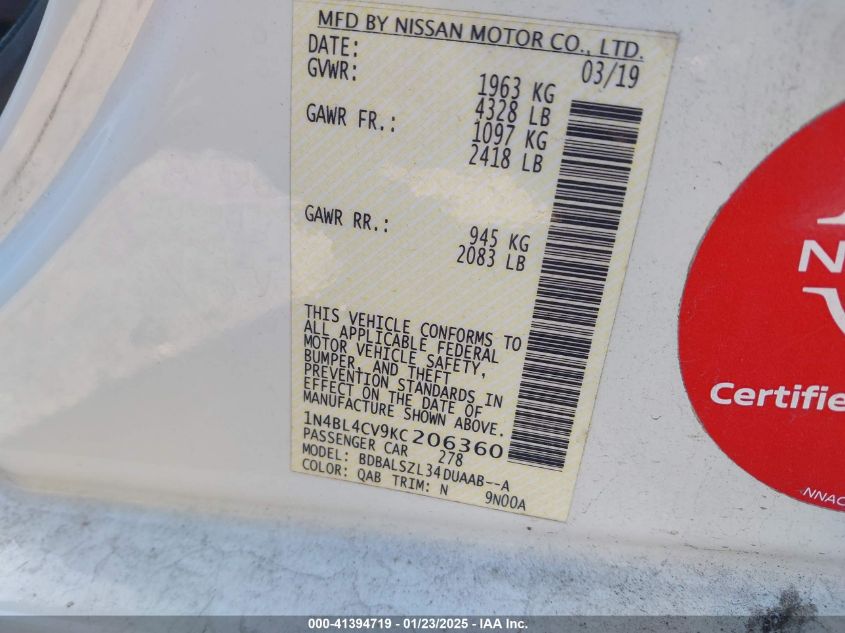 MFD BY NISSAN MOTOR CO., LTD.
DATE: 03/19
GVWR: 1963 KG
4328 LB
GAWR FR.: 1097 KG
2418 LB
GAWR RR.: 945 KG
2083 LB
THIS VEHICLE CONFORMS TO
ALL APPLICABLE FEDERAL
MOTOR VEHICLE SAFETY,
BUMPER, AND THEFT
PREVENTION STANDARDS IN
EFFECT ON THE DATE OF
MANUFACTURE SHOWN ABOVE.
1N4BL4CV9KC206360
PASSENGER CAR 278
MODEL: BDBALSZL34DUAAB--A
COLOR: QAB TRIM: N 9N00A
Certifie
NNAC
000-41394719 — 01/23/2025 — IAA Inc.